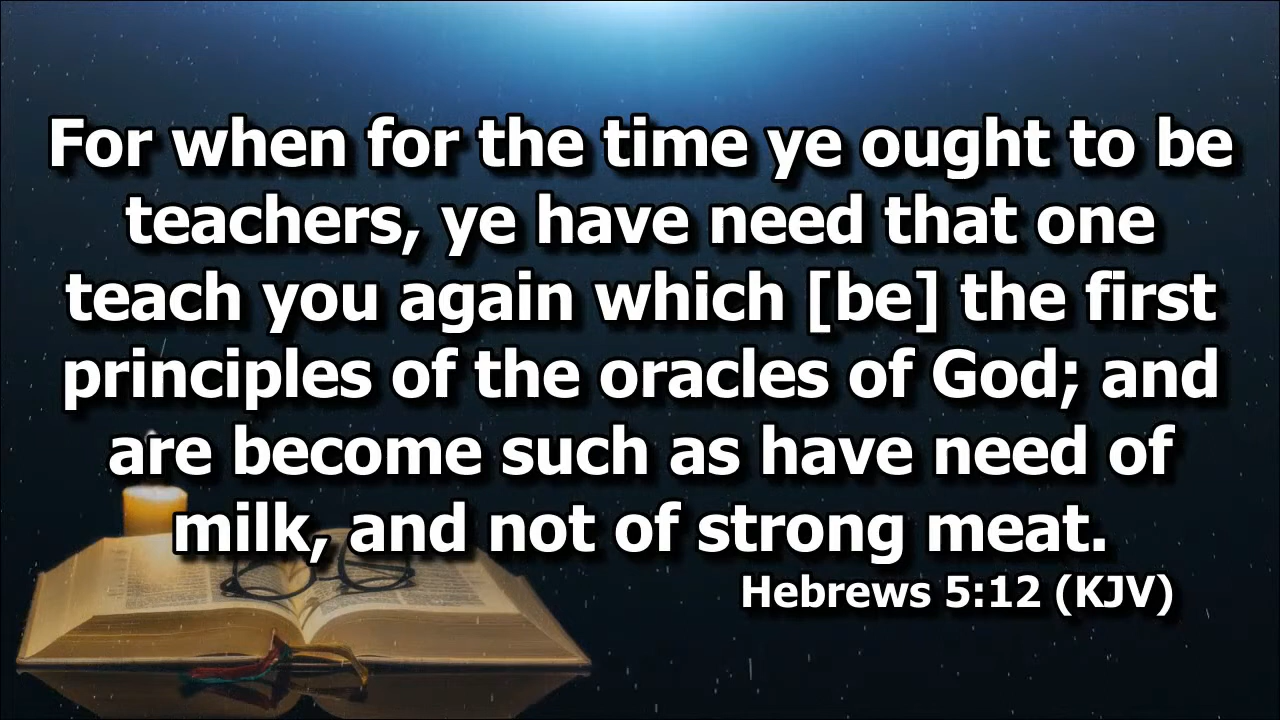 For when for the time ye ought to be
teachers, ye have need that one
teach you again which [be] the first
principles of the oracles of God; and
are become such as have need of
milk, and not of strong meat.
Hebrews 5:12 (KJV)